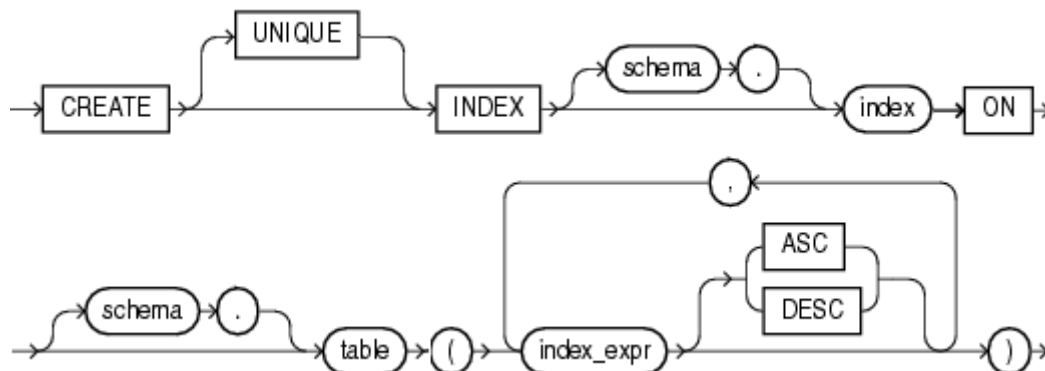 UNIQUE
CREATE INDEX schema . index ON
,
ASC
schema . table ( index_expr DESC )